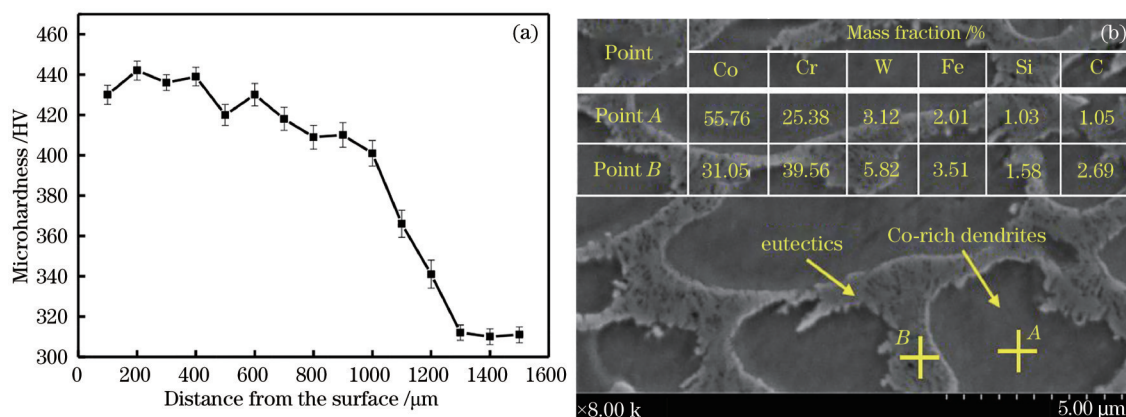 (a)
460
440
420
400
380
360
340
320
300
0 200 400 600 800 1000 1200 1400 1600
Microhardness /HV
Distance from the surface /μm
(b)
Point Mass fraction /%
Co Cr W Fe Si C
Point A 55.76 25.38 3.12 2.01 1.03 1.05
Point B 31.05 39.56 5.82 3.51 1.58 2.69
eutectics Co-rich dendrites
B A
×8.00 k 5.00 μm